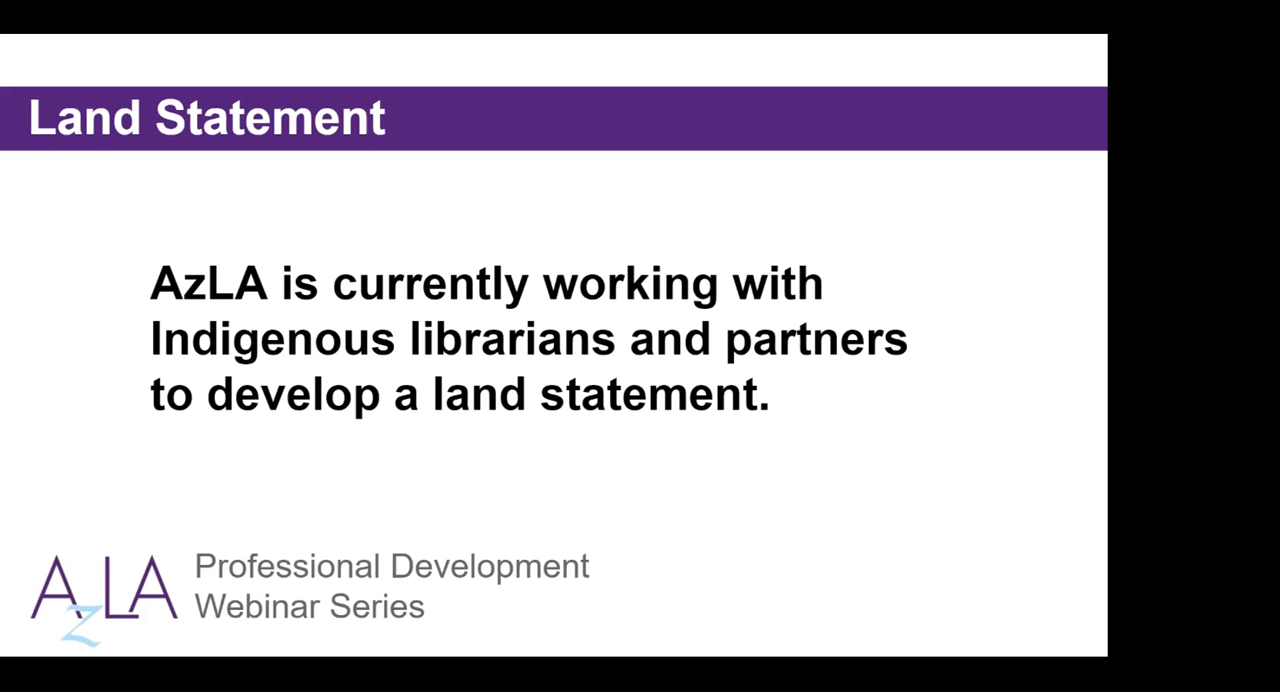 Land Statement
AzLA is currently working with
Indigenous librarians and partners
to develop a land statement.
AzLA
Professional Development
Webinar Series